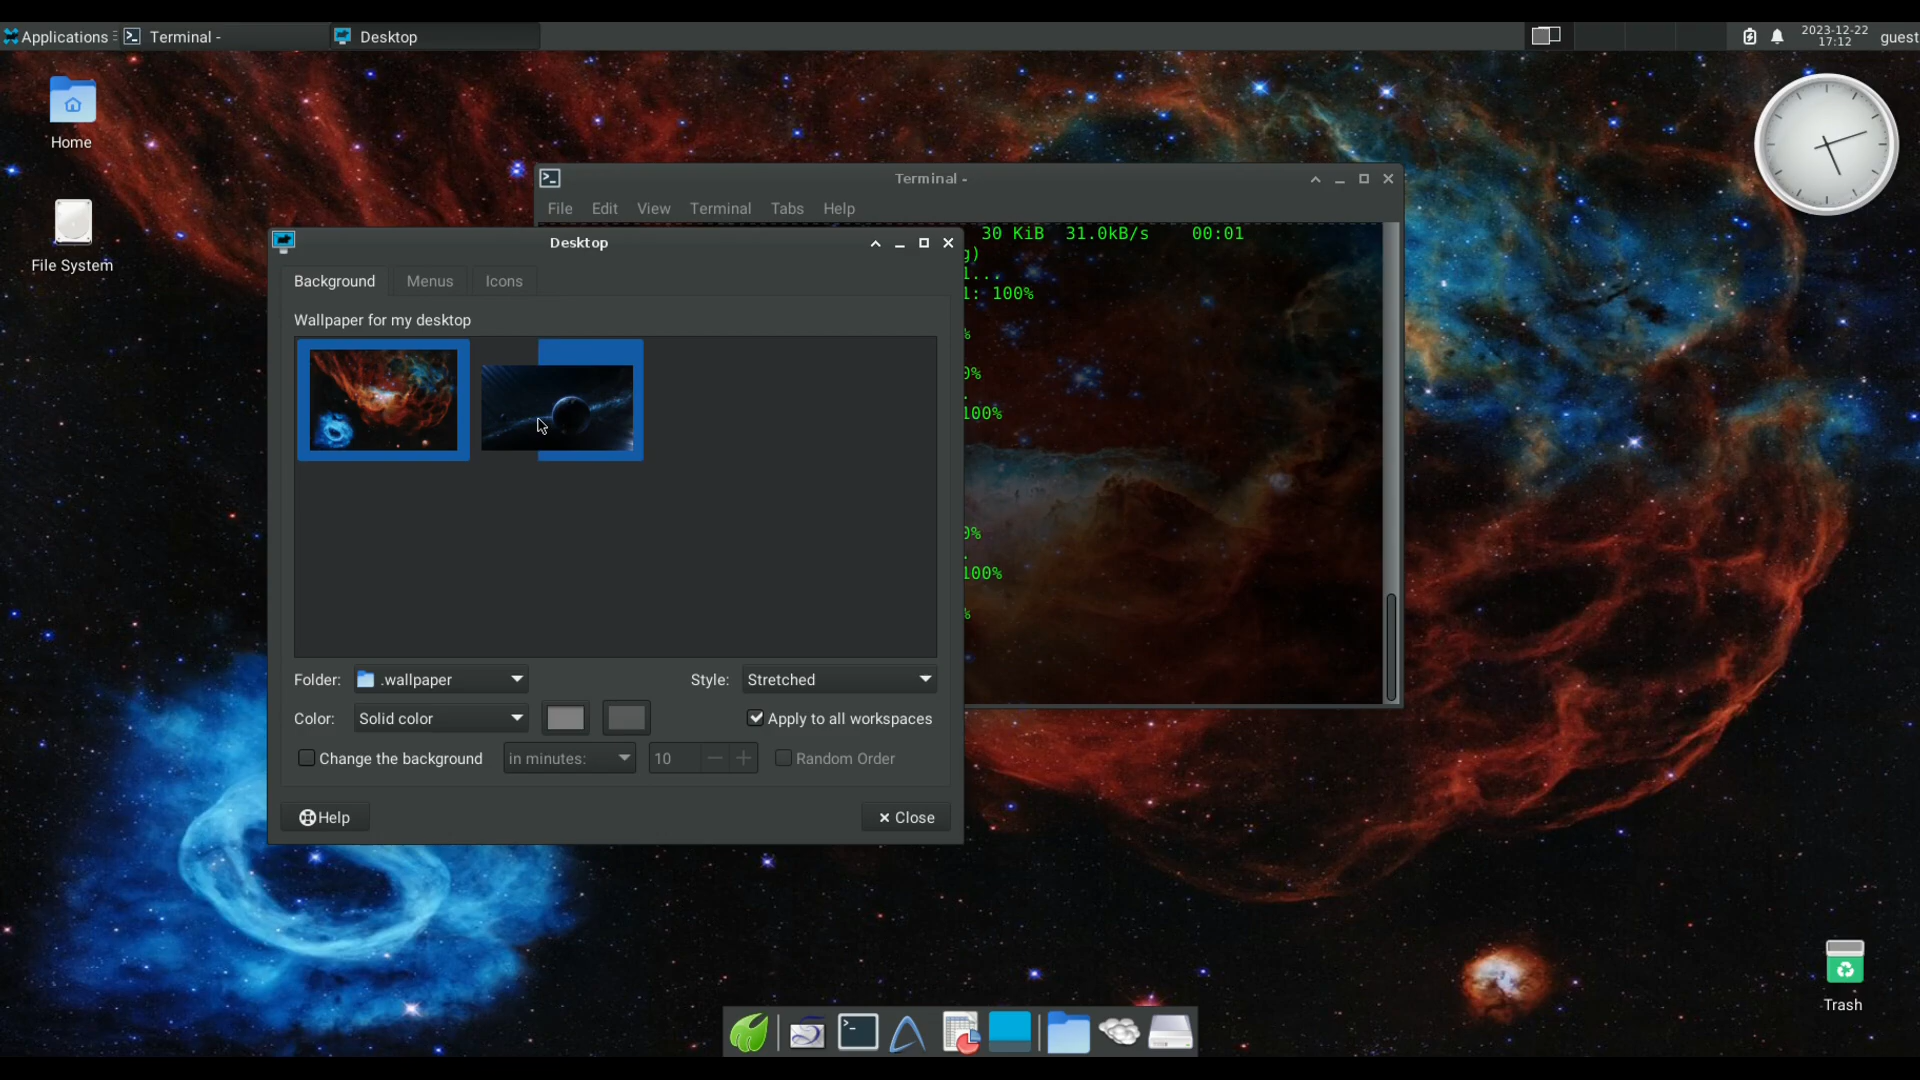 Applications
Terminal -
Desktop
2023-12-22
17:12
guest
Home
File System
Terminal -
File Edit View Terminal Tabs Help
30 KiB 31.0kB/s 00:01
g)
1...
1: 100%
%
0%
.
100%
0%
.
100%
%
Desktop
Background Menus Icons
Wallpaper for my desktop
Folder: .wallpaper Style: Stretched
Color: Solid color Apply to all workspaces
Change the background in minutes: 10 Random Order
Help Close
Trash